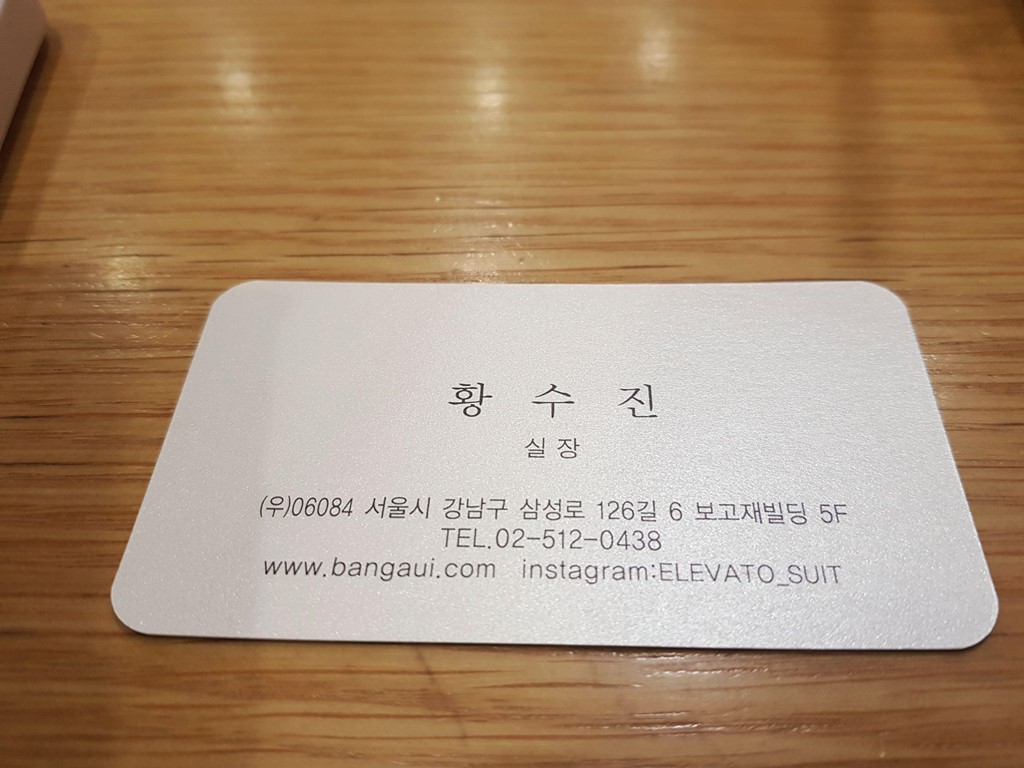 황 수 진
실 장
(우)06084 서울시 강남구 삼성로 126길 6 보고재빌딩 5F
TEL.02-512-0438
www.bangaui.com instagram:ELEVATO_SUIT